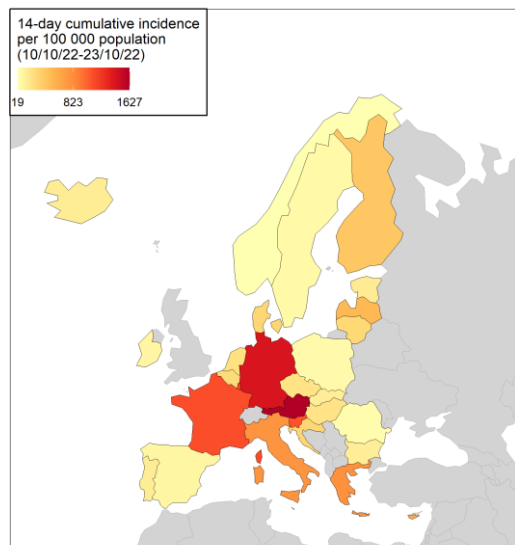 14-day cumulative incidence
per 100 000 population
(10/10/22-23/10/22)
19 823 1627